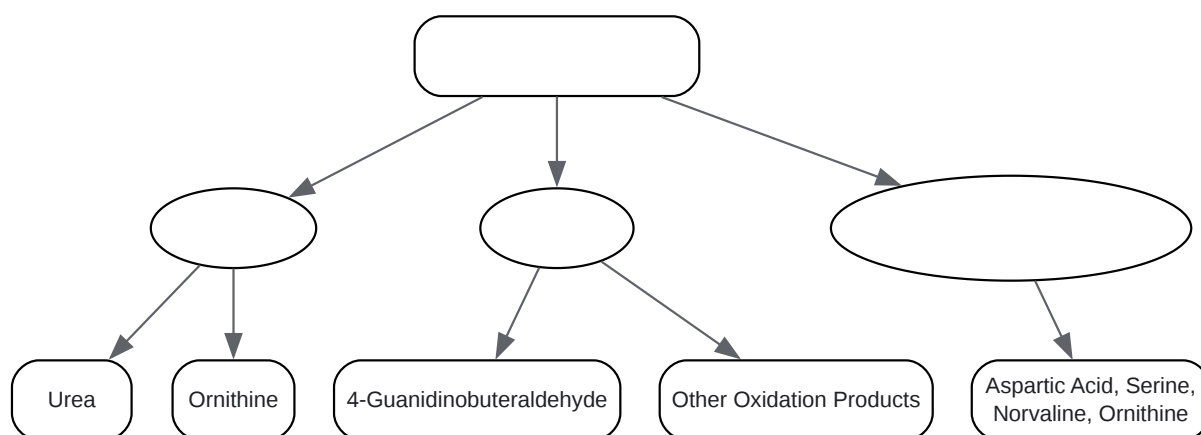 Urea
Ornithine
4-Guanidinobuteraldehyde
Other Oxidation Products
Aspartic Acid, Serine,
Norvaline, Ornithine